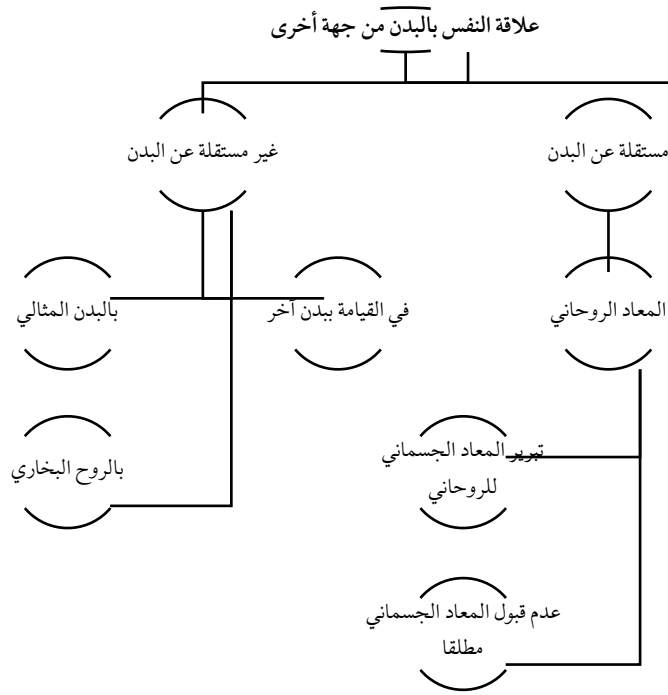 علاقة النفس بالبدن من جهة أخرى
مستقلة عن البدن
غير مستقلة عن البدن
المعاد الروحاني
في القيامة ببدن آخر
بالبدن المثالي
تبرير المعاد الجسماني
للروحاني
بالروح البخاري
عدم قبول المعاد الجسماني
مطلقا